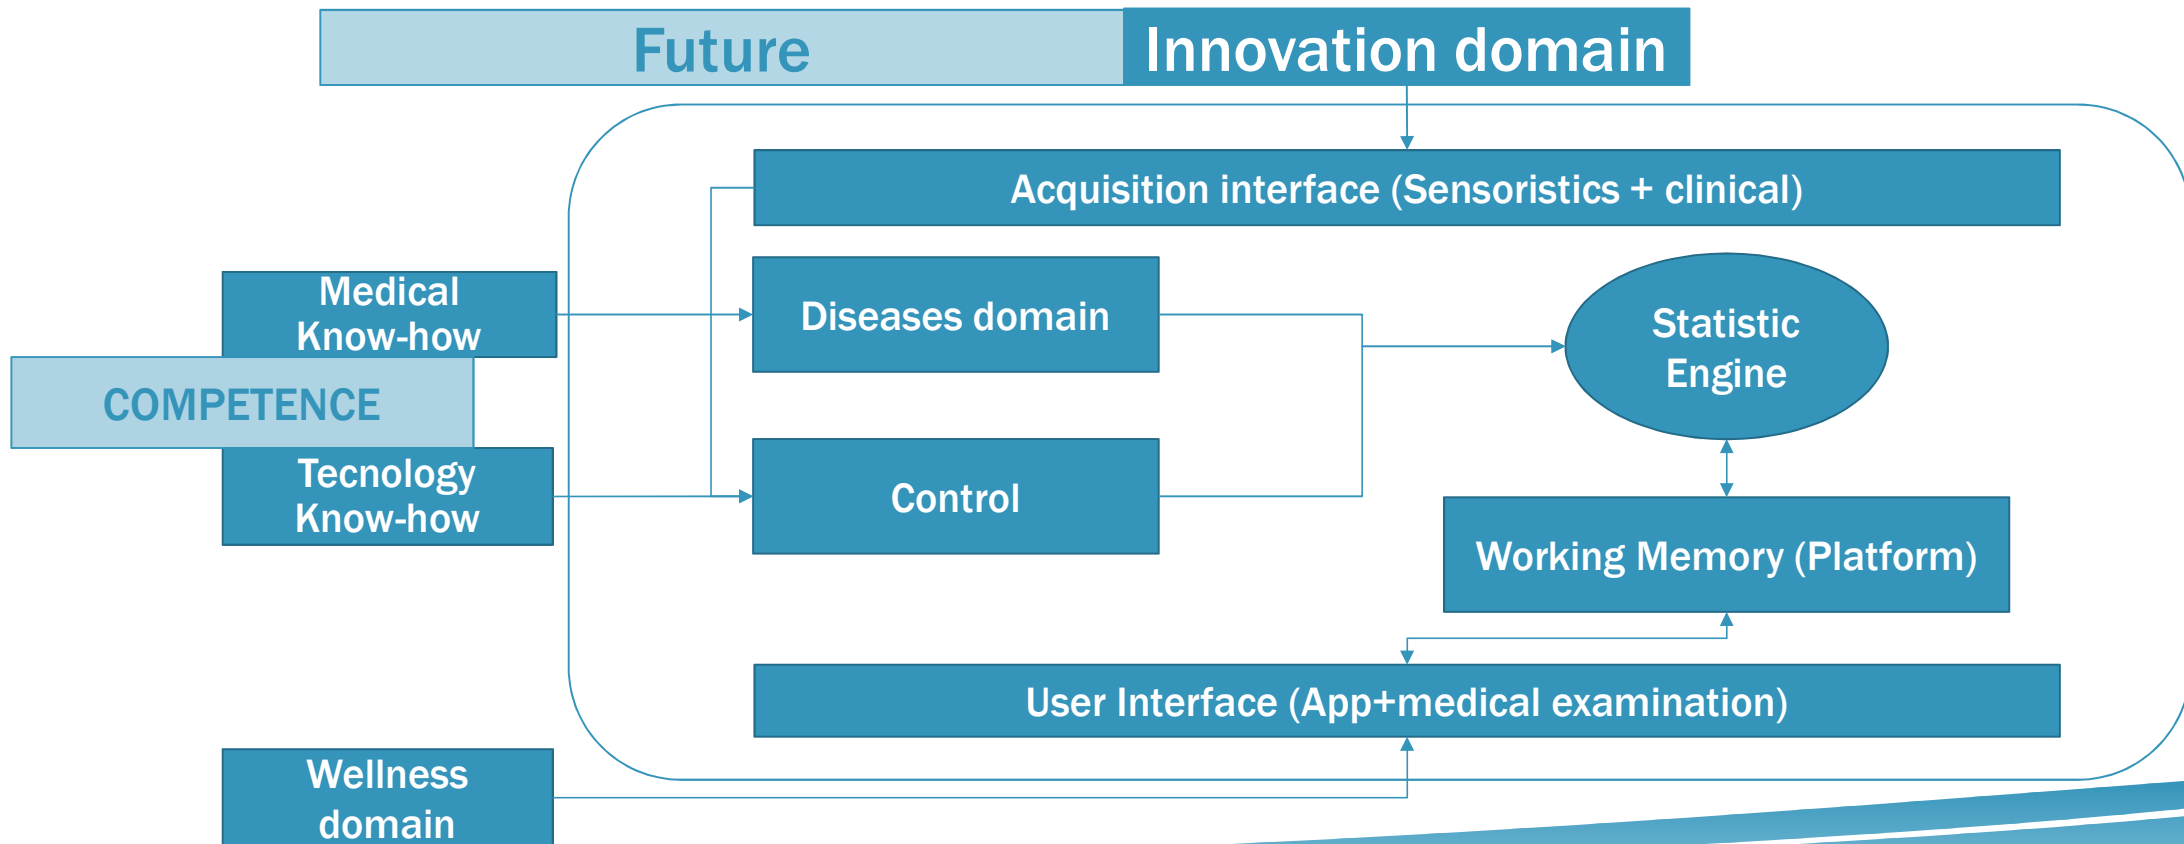 Future
Innovation domain
Acquisition interface (Sensoristics + clinical)
Medical
Know-how
Diseases domain
Statistic
Engine
COMPETENCE
Tecnology
Know-how
Control
Working Memory (Platform)
User Interface (App+medical examination)
Wellness
domain